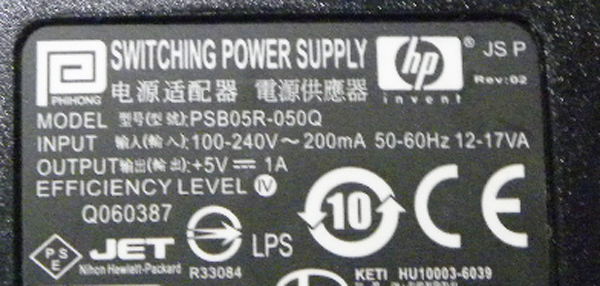 PHIHONG
SWITCHING POWER SUPPLY
电源适配器 電源供應器
hp® JS P
invent
Rev:02
MODEL 型号(型 號):PSB05R-050Q
INPUT 输入(輸 入):100-240V~200mA 50-60Hz 12-17VA
OUTPUT输出(輸 出):+5V⎓1A
EFFICIENCY LEVEL IV
Q060387
10
CE
PSE
JET
Nihon Hewlett-Packard
R33084
LPS
KETI HU10003-6039